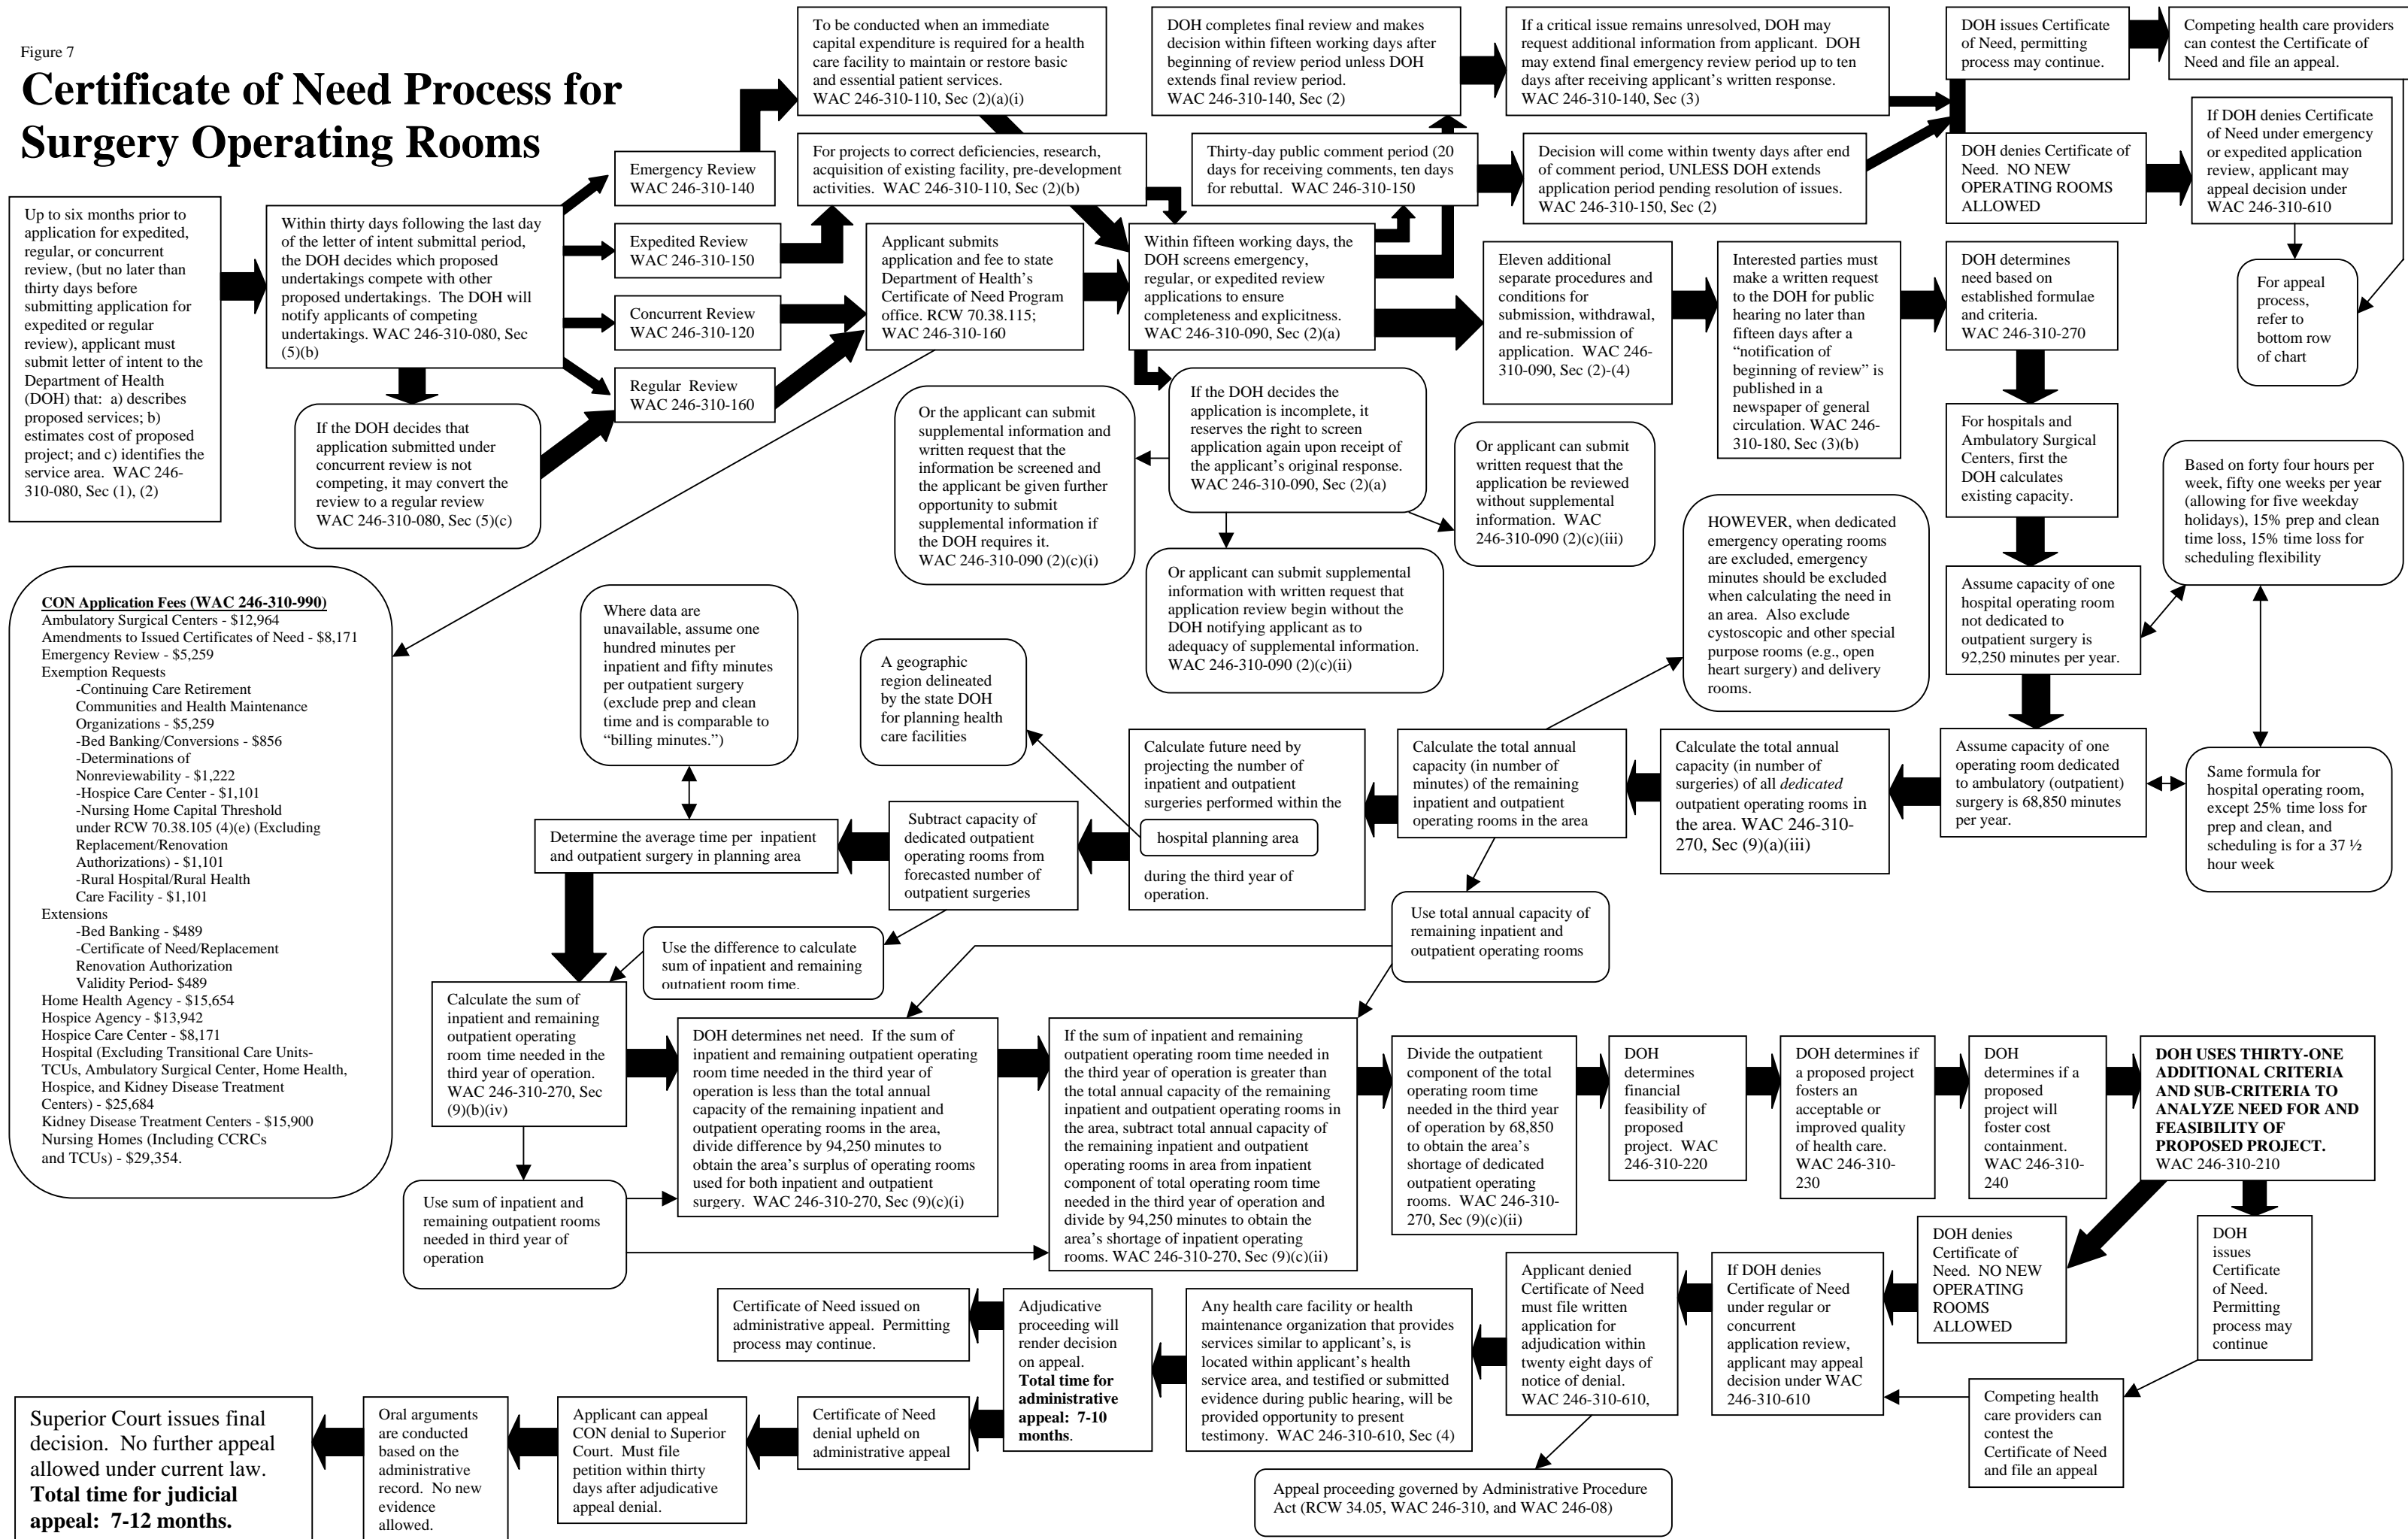 Figure 7
Certificate of Need Process for
Surgery Operating Rooms
Up to six months prior to
application for expedited,
regular, or concurrent
review, (but no later than
thirty days before
submitting application for
expedited or regular
review), applicant must
submit letter of intent to the
Department of Health
(DOH) that:  a) describes
proposed services; b)
estimates cost of proposed
project; and c) identifies the
service area.  WAC 246-
310-080, Sec (1), (2)
Within thirty days following the last day
of the letter of intent submittal period,
the DOH decides which proposed
undertakings compete with other
proposed undertakings.  The DOH will
notify applicants of competing
undertakings. WAC 246-310-080, Sec
(5)(b)
If the DOH decides that
application submitted under
concurrent review is not
competing, it may convert the
review to a regular review
WAC 246-310-080, Sec (5)(c)
Emergency Review
WAC 246-310-140
Expedited Review
WAC 246-310-150
Concurrent Review
WAC 246-310-120
Regular  Review
WAC 246-310-160
To be conducted when an immediate
capital expenditure is required for a health
care facility to maintain or restore basic
and essential patient services.
WAC 246-310-110, Sec (2)(a)(i)
For projects to correct deficiencies, research,
acquisition of existing facility, pre-development
activities.  WAC 246-310-110, Sec (2)(b)
Applicant submits
application and fee to state
Department of Health's
Certificate of Need Program
office. RCW 70.38.115;
WAC 246-310-160
DOH completes final review and makes
decision within fifteen working days after
beginning of review period unless DOH
extends final review period.
WAC 246-310-140, Sec (2)
Thirty-day public comment period (20
days for receiving comments, ten days
for rebuttal.  WAC 246-310-150
Within fifteen working days, the
DOH screens emergency,
regular, or expedited review
applications to ensure
completeness and explicitness.
WAC 246-310-090, Sec (2)(a)
If a critical issue remains unresolved, DOH may
request additional information from applicant.  DOH
may extend final emergency review period up to ten
days after receiving applicant's written response.
WAC 246-310-140, Sec (3)
Decision will come within twenty days after end
of comment period, UNLESS DOH extends
application period pending resolution of issues.
WAC 246-310-150, Sec (2)
DOH issues Certificate
of Need, permitting
process may continue.
Competing health care providers
can contest the Certificate of
Need and file an appeal.
DOH denies Certificate of
Need.  NO NEW
OPERATING ROOMS
ALLOWED
If DOH denies Certificate
of Need under emergency
or expedited application
review, applicant may
appeal decision under
WAC 246-310-610
For appeal
process,
refer to
bottom row
of chart
Eleven additional
separate procedures and
conditions for
submission, withdrawal,
and re-submission of
application.  WAC 246-
310-090, Sec (2)-(4)
Interested parties must
make a written request
to the DOH for public
hearing no later than
fifteen days after a
“notification of
beginning of review” is
published in a
newspaper of general
circulation. WAC 246-
310-180, Sec (3)(b)
DOH determines
need based on
established formulae
and criteria.
WAC 246-310-270
Or the applicant can submit
supplemental information and
written request that the
information be screened and
the applicant be given further
opportunity to submit
supplemental information if
the DOH requires it.
WAC 246-310-090 (2)(c)(i)
If the DOH decides the
application is incomplete, it
reserves the right to screen
application again upon receipt of
the applicant's original response.
WAC 246-310-090, Sec (2)(a)
Or applicant can submit
written request that the
application be reviewed
without supplemental
information.  WAC
246-310-090 (2)(c)(iii)
Or applicant can submit supplemental
information with written request that
application review begin without the
DOH notifying applicant as to
adequacy of supplemental information.
WAC 246-310-090 (2)(c)(ii)
For hospitals and
Ambulatory Surgical
Centers, first the
DOH calculates
existing capacity.
Based on forty four hours per
week, fifty one weeks per year
(allowing for five weekday
holidays), 15% prep and clean
time loss, 15% time loss for
scheduling flexibility
HOWEVER, when dedicated
emergency operating rooms
are excluded, emergency
minutes should be excluded
when calculating the need in
an area.  Also exclude
cystoscopic and other special
purpose rooms (e.g., open
heart surgery) and delivery
rooms.
Assume capacity of one
hospital operating room
not dedicated to
outpatient surgery is
92,250 minutes per year.
CON Application Fees (WAC 246-310-990)
Ambulatory Surgical Centers - $12,964
Amendments to Issued Certificates of Need - $8,171
Emergency Review - $5,259
Exemption Requests
-Continuing Care Retirement
Communities and Health Maintenance
Organizations - $5,259
-Bed Banking/Conversions - $856
-Determinations of
Nonreviewability - $1,222
-Hospice Care Center - $1,101
-Nursing Home Capital Threshold
under RCW 70.38.105 (4)(e) (Excluding
Replacement/Renovation
Authorizations) - $1,101
-Rural Hospital/Rural Health
Care Facility - $1,101
Extensions
-Bed Banking - $489
-Certificate of Need/Replacement
Renovation Authorization
Validity Period- $489
Home Health Agency - $15,654
Hospice Agency - $13,942
Hospice Care Center - $8,171
Hospital (Excluding Transitional Care Units-
TCUs, Ambulatory Surgical Center, Home Health,
Hospice, and Kidney Disease Treatment
Centers) - $25,684
Kidney Disease Treatment Centers - $15,900
Nursing Homes (Including CCRCs
and TCUs) - $29,354.
Where data are
unavailable, assume one
hundred minutes per
inpatient and fifty minutes
per outpatient surgery
(exclude prep and clean
time and is comparable to
“billing minutes.”)
A geographic
region delineated
by the state DOH
for planning health
care facilities
Determine the average time per  inpatient
and outpatient surgery in planning area
Subtract capacity of
dedicated outpatient
operating rooms from
forecasted number of
outpatient surgeries
Calculate future need by
projecting the number of
inpatient and outpatient
surgeries performed within the
hospital planning area
during the third year of
operation.
Calculate the total annual
capacity (in number of
minutes) of the remaining
inpatient and outpatient
operating rooms in the area
Calculate the total annual
capacity (in number of
surgeries) of all dedicated
outpatient operating rooms in
the area. WAC 246-310-
270, Sec (9)(a)(iii)
Assume capacity of one
operating room dedicated
to ambulatory (outpatient)
surgery is 68,850 minutes
per year.
Same formula for
hospital operating room,
except 25% time loss for
prep and clean, and
scheduling is for a 37 ½
hour week
Use the difference to calculate
sum of inpatient and remaining
outpatient room time.
Use total annual capacity of
remaining inpatient and
outpatient operating rooms
Calculate the sum of
inpatient and remaining
outpatient operating
room time needed in the
third year of operation.
WAC 246-310-270, Sec
(9)(b)(iv)
DOH determines net need.  If the sum of
inpatient and remaining outpatient operating
room time needed in the third year of
operation is less than the total annual
capacity of the remaining inpatient and
outpatient operating rooms in the area,
divide difference by 94,250 minutes to
obtain the area's surplus of operating rooms
used for both inpatient and outpatient
surgery.  WAC 246-310-270, Sec (9)(c)(i)
If the sum of inpatient and remaining
outpatient operating room time needed in
the third year of operation is greater than
the total annual capacity of the remaining
inpatient and outpatient operating rooms in
the area, subtract total annual capacity of
the remaining inpatient and outpatient
operating rooms in area from inpatient
component of total operating room time
needed in the third year of operation and
divide by 94,250 minutes to obtain the
area's shortage of inpatient operating
rooms. WAC 246-310-270, Sec (9)(c)(ii)
Divide the outpatient
component of the total
operating room time
needed in the third year
of operation by 68,850
to obtain the area's
shortage of dedicated
outpatient operating
rooms.  WAC 246-310-
270, Sec (9)(c)(ii)
DOH
determines
financial
feasibility of
proposed
project.  WAC
246-310-220
DOH determines if
a proposed project
fosters an
acceptable or
improved quality
of health care.
WAC 246-310-
230
DOH
determines if a
proposed
project will
foster cost
containment.
WAC 246-310-
240
DOH USES THIRTY-ONE
ADDITIONAL CRITERIA
AND SUB-CRITERIA TO
ANALYZE NEED FOR AND
FEASIBILITY OF
PROPOSED PROJECT.
WAC 246-310-210
Use sum of inpatient and
remaining outpatient rooms
needed in third year of
operation
DOH
issues
Certificate
of Need.
Permitting
process may
continue
DOH denies
Certificate of
Need.  NO NEW
OPERATING
ROOMS
ALLOWED
If DOH denies
Certificate of Need
under regular or
concurrent
application review,
applicant may appeal
decision under WAC
246-310-610
Competing health
care providers can
contest the
Certificate of Need
and file an appeal
Applicant denied
Certificate of Need
must file written
application for
adjudication within
twenty eight days of
notice of denial.
WAC 246-310-610,
Appeal proceeding governed by Administrative Procedure
Act (RCW 34.05, WAC 246-310, and WAC 246-08)
Any health care facility or health
maintenance organization that provides
services similar to applicant's, is
located within applicant's health
service area, and testified or submitted
evidence during public hearing, will be
provided opportunity to present
testimony.  WAC 246-310-610, Sec (4)
Adjudicative
proceeding will
render decision
on appeal.
Total time for
administrative
appeal:  7-10
months.
Certificate of Need issued on
administrative appeal.  Permitting
process may continue.
Certificate of Need
denial upheld on
administrative appeal
Applicant can appeal
CON denial to Superior
Court.  Must file
petition within thirty
days after adjudicative
appeal denial.
Oral arguments
are conducted
based on the
administrative
record.  No new
evidence
allowed.
Superior Court issues final
decision.  No further appeal
allowed under current law.
Total time for judicial
appeal:  7-12 months.